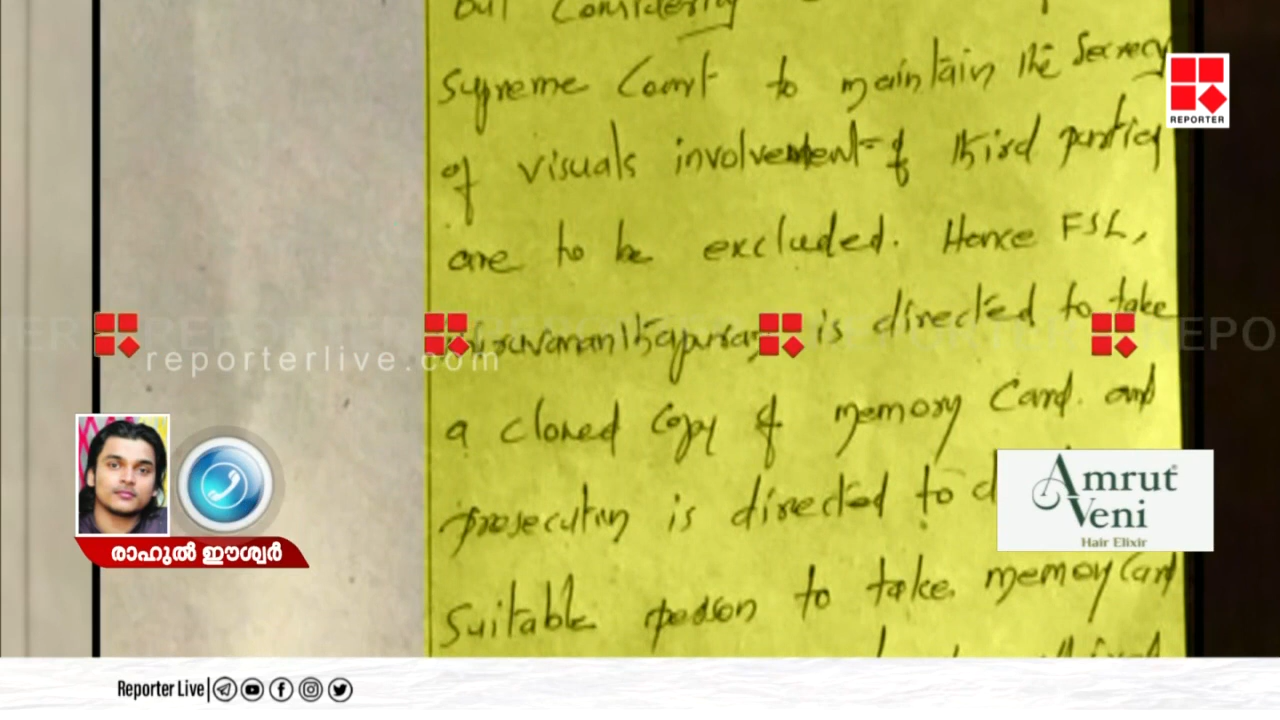 but Considering
Supreme Court to maintain the Secrecy
of visuals involvement of third parties
are to be excluded. Hence FSL,
is directed to take
a cloned copy of memory Card. and
prosecution is directed to
suitable person to take memory Card
REPORTER
reporterlive.com
രാഹുൽ ഈശ്വർ
Amrut
Veni
Hair Elixir
Reporter Live